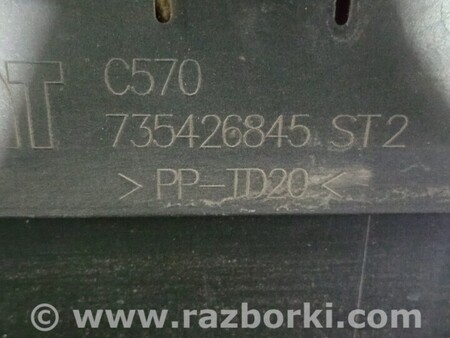 C570
735426845 ST2
> PP-TD20 <
© www.razborki.com